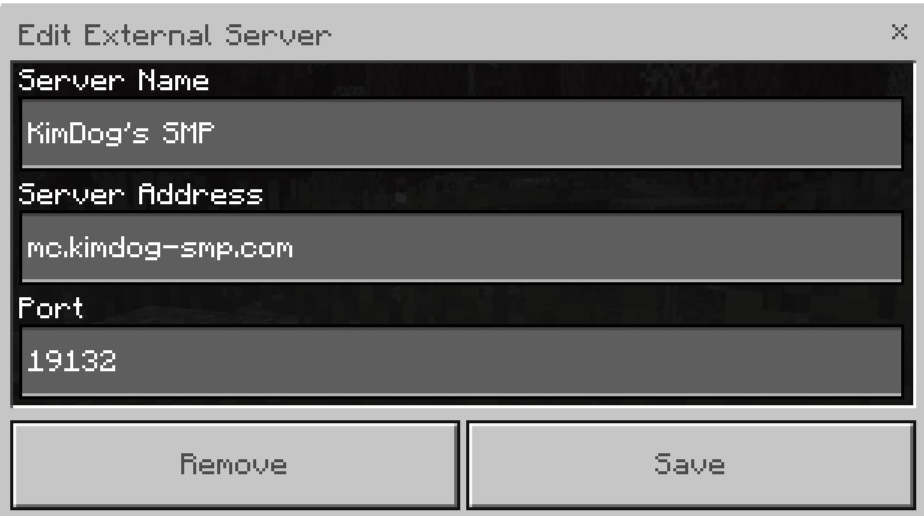 Edit External Server
×
Server Name
KimDog's SMP
Server Address
mc.kimdog-smp.com
Port
19132
Remove
Save